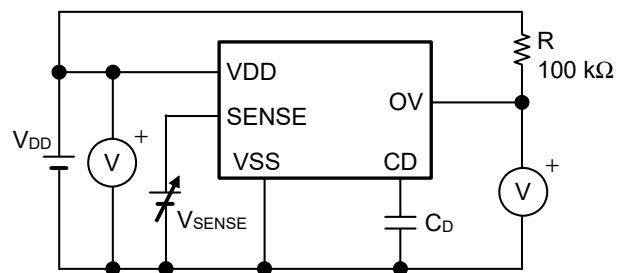 R
100 kΩ
VDD
OV
SENSE
VDD
+
V
VSS
CD
+
V
VSENSE
CD